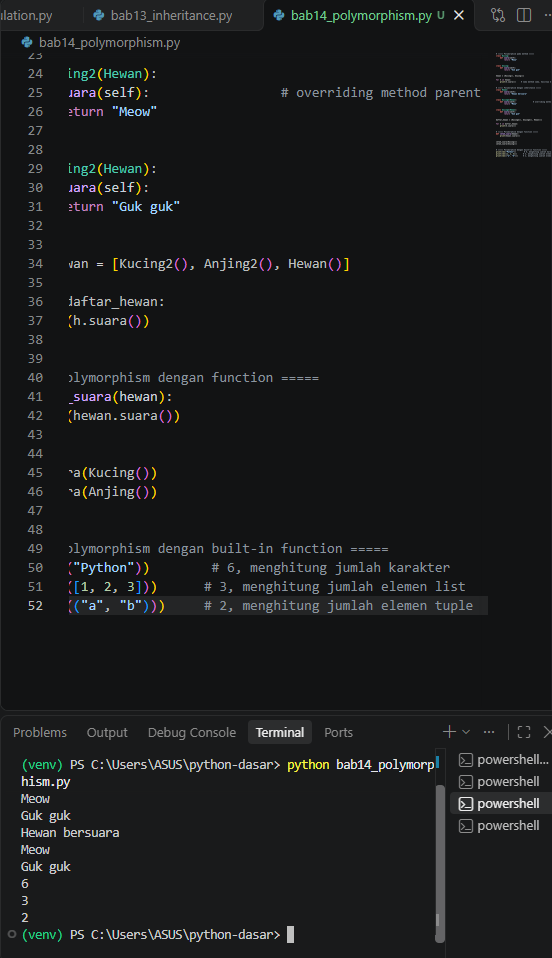 ulation.py bab13_inheritance.py bab14_polymorphism.py U
bab14_polymorphism.py
23
24 ing2(Hewan):
25 uara(self): # overriding method parent
26 eturn "Meow"
27
28
29 ing2(Hewan):
30 uara(self):
31 eturn "Guk guk"
32
33
34 wan = [Kucing2(), Anjing2(), Hewan()]
35
36 daftar_hewan:
37 (h.suara())
38
39
40 olymorphism dengan function =====
41 _suara(hewan):
42 (hewan.suara())
43
44
45 ra(Kucing())
46 ra(Anjing())
47
48
49 olymorphism dengan built-in function =====
50 ("Python")) # 6, menghitung jumlah karakter
51 ([1, 2, 3])) # 3, menghitung jumlah elemen list
52 (("a", "b"))) # 2, menghitung jumlah elemen tuple
Problems Output Debug Console Terminal Ports
(venv) PS C:\Users\ASUS\python-dasar> python bab14_polymorp
hism.py
Meow
Guk guk
Hewan bersuara
Meow
Guk guk
6
3
2
(venv) PS C:\Users\ASUS\python-dasar>
powershell...
powershell
powershell
powershell